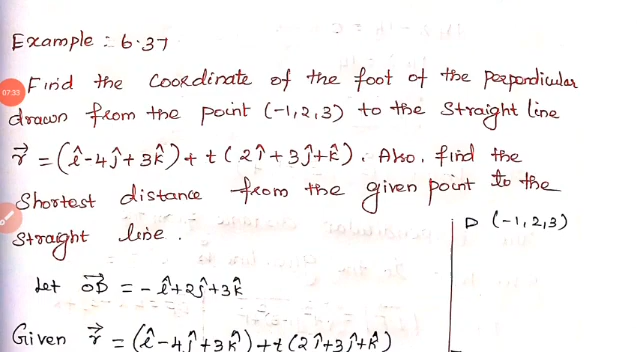 Example :- 6.37
Find the coordinate of the foot of the perpendicular
07:33
drawn from the point (-1,2,3) to the straight line
r⃗ = (î-4ĵ+3k̂)+t(2î+3ĵ+k̂). Also, find the
shortest distance from the given point to the
straight line.
D (-1,2,3)
Let OD⃗ = -î+2ĵ+3k̂
Given r⃗ = (î-4ĵ+3k̂)+t(2î+3ĵ+k̂)